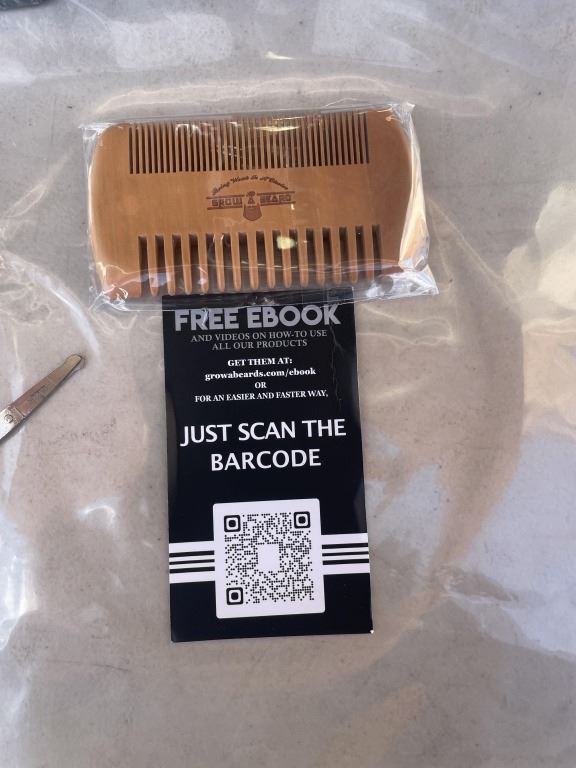 GROW A BEARD
FREE EBOOK
AND VIDEOS ON HOW-TO USE
ALL OUR PRODUCTS
GET THEM AT:
growabeards.com/ebook
OR
FOR AN EASIER AND FASTER WAY,
JUST SCAN THE
BARCODE